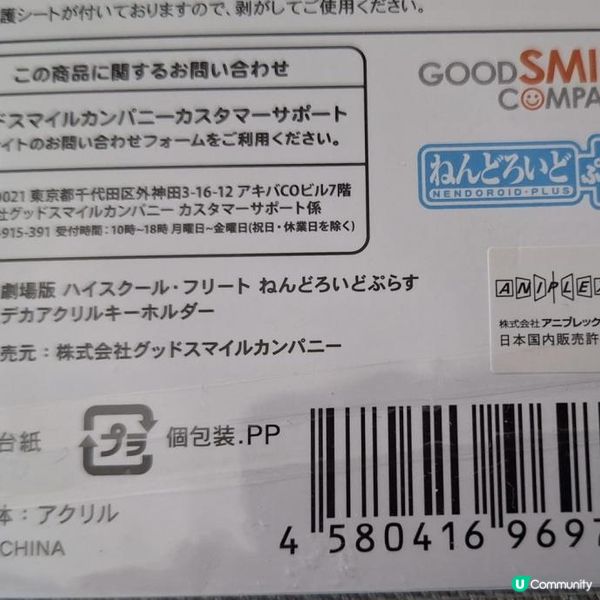 護シートが付いておりますので、剥がしてご使用ください。
この商品に関するお問い合わせ
GOOD SMI
COMPA
ドスマイルカンパニーカスタマーサポート
イトのお問い合わせフォームをご利用ください。
ねんどろいど ぷ
NENDOROID-PLUS
0021 東京都千代田区外神田3-16-12 アキバCOビル7階
社グッドスマイルカンパニー カスタマーサポート係
-915-391 受付時間:10時~18時 月曜日~金曜日(祝日・休業日を除く)
劇場版 ハイスクール・フリート ねんどろいどぷらす
デカアクリルキーホルダー
ANIPLEX
株式会社アニプレック
日本国内販売許
売元:株式会社グッドスマイルカンパニー
台紙
プラ
個包装.PP
体:アクリル
CHINA
4 580416 9697
U Community